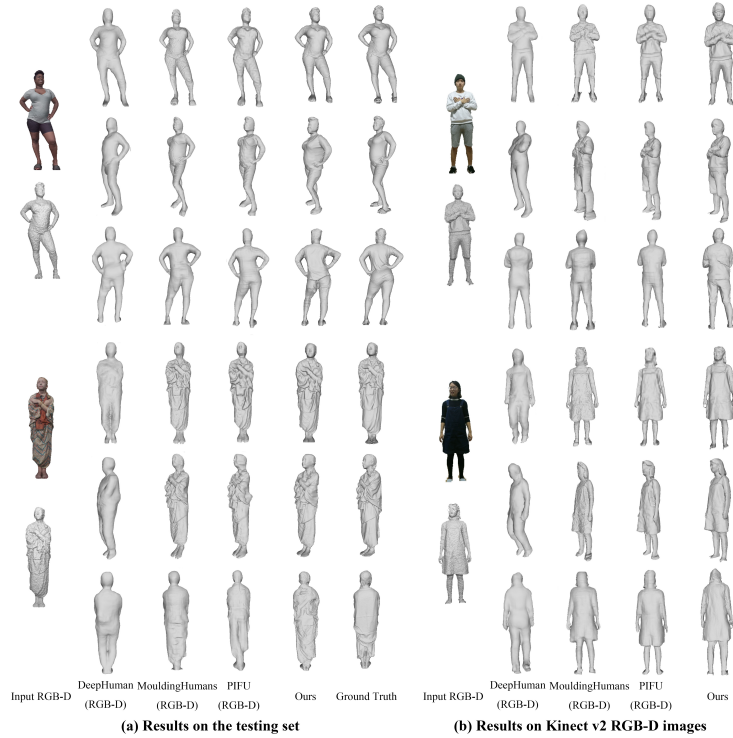 Input RGB-D
DeepHuman
(RGB-D)
MouldingHumans
(RGB-D)
PIFU
(RGB-D)
Ours
Ground Truth
(a) Results on the testing set
Input RGB-D
DeepHuman
(RGB-D)
MouldingHumans
(RGB-D)
PIFU
(RGB-D)
Ours
(b) Results on Kinect v2 RGB-D images